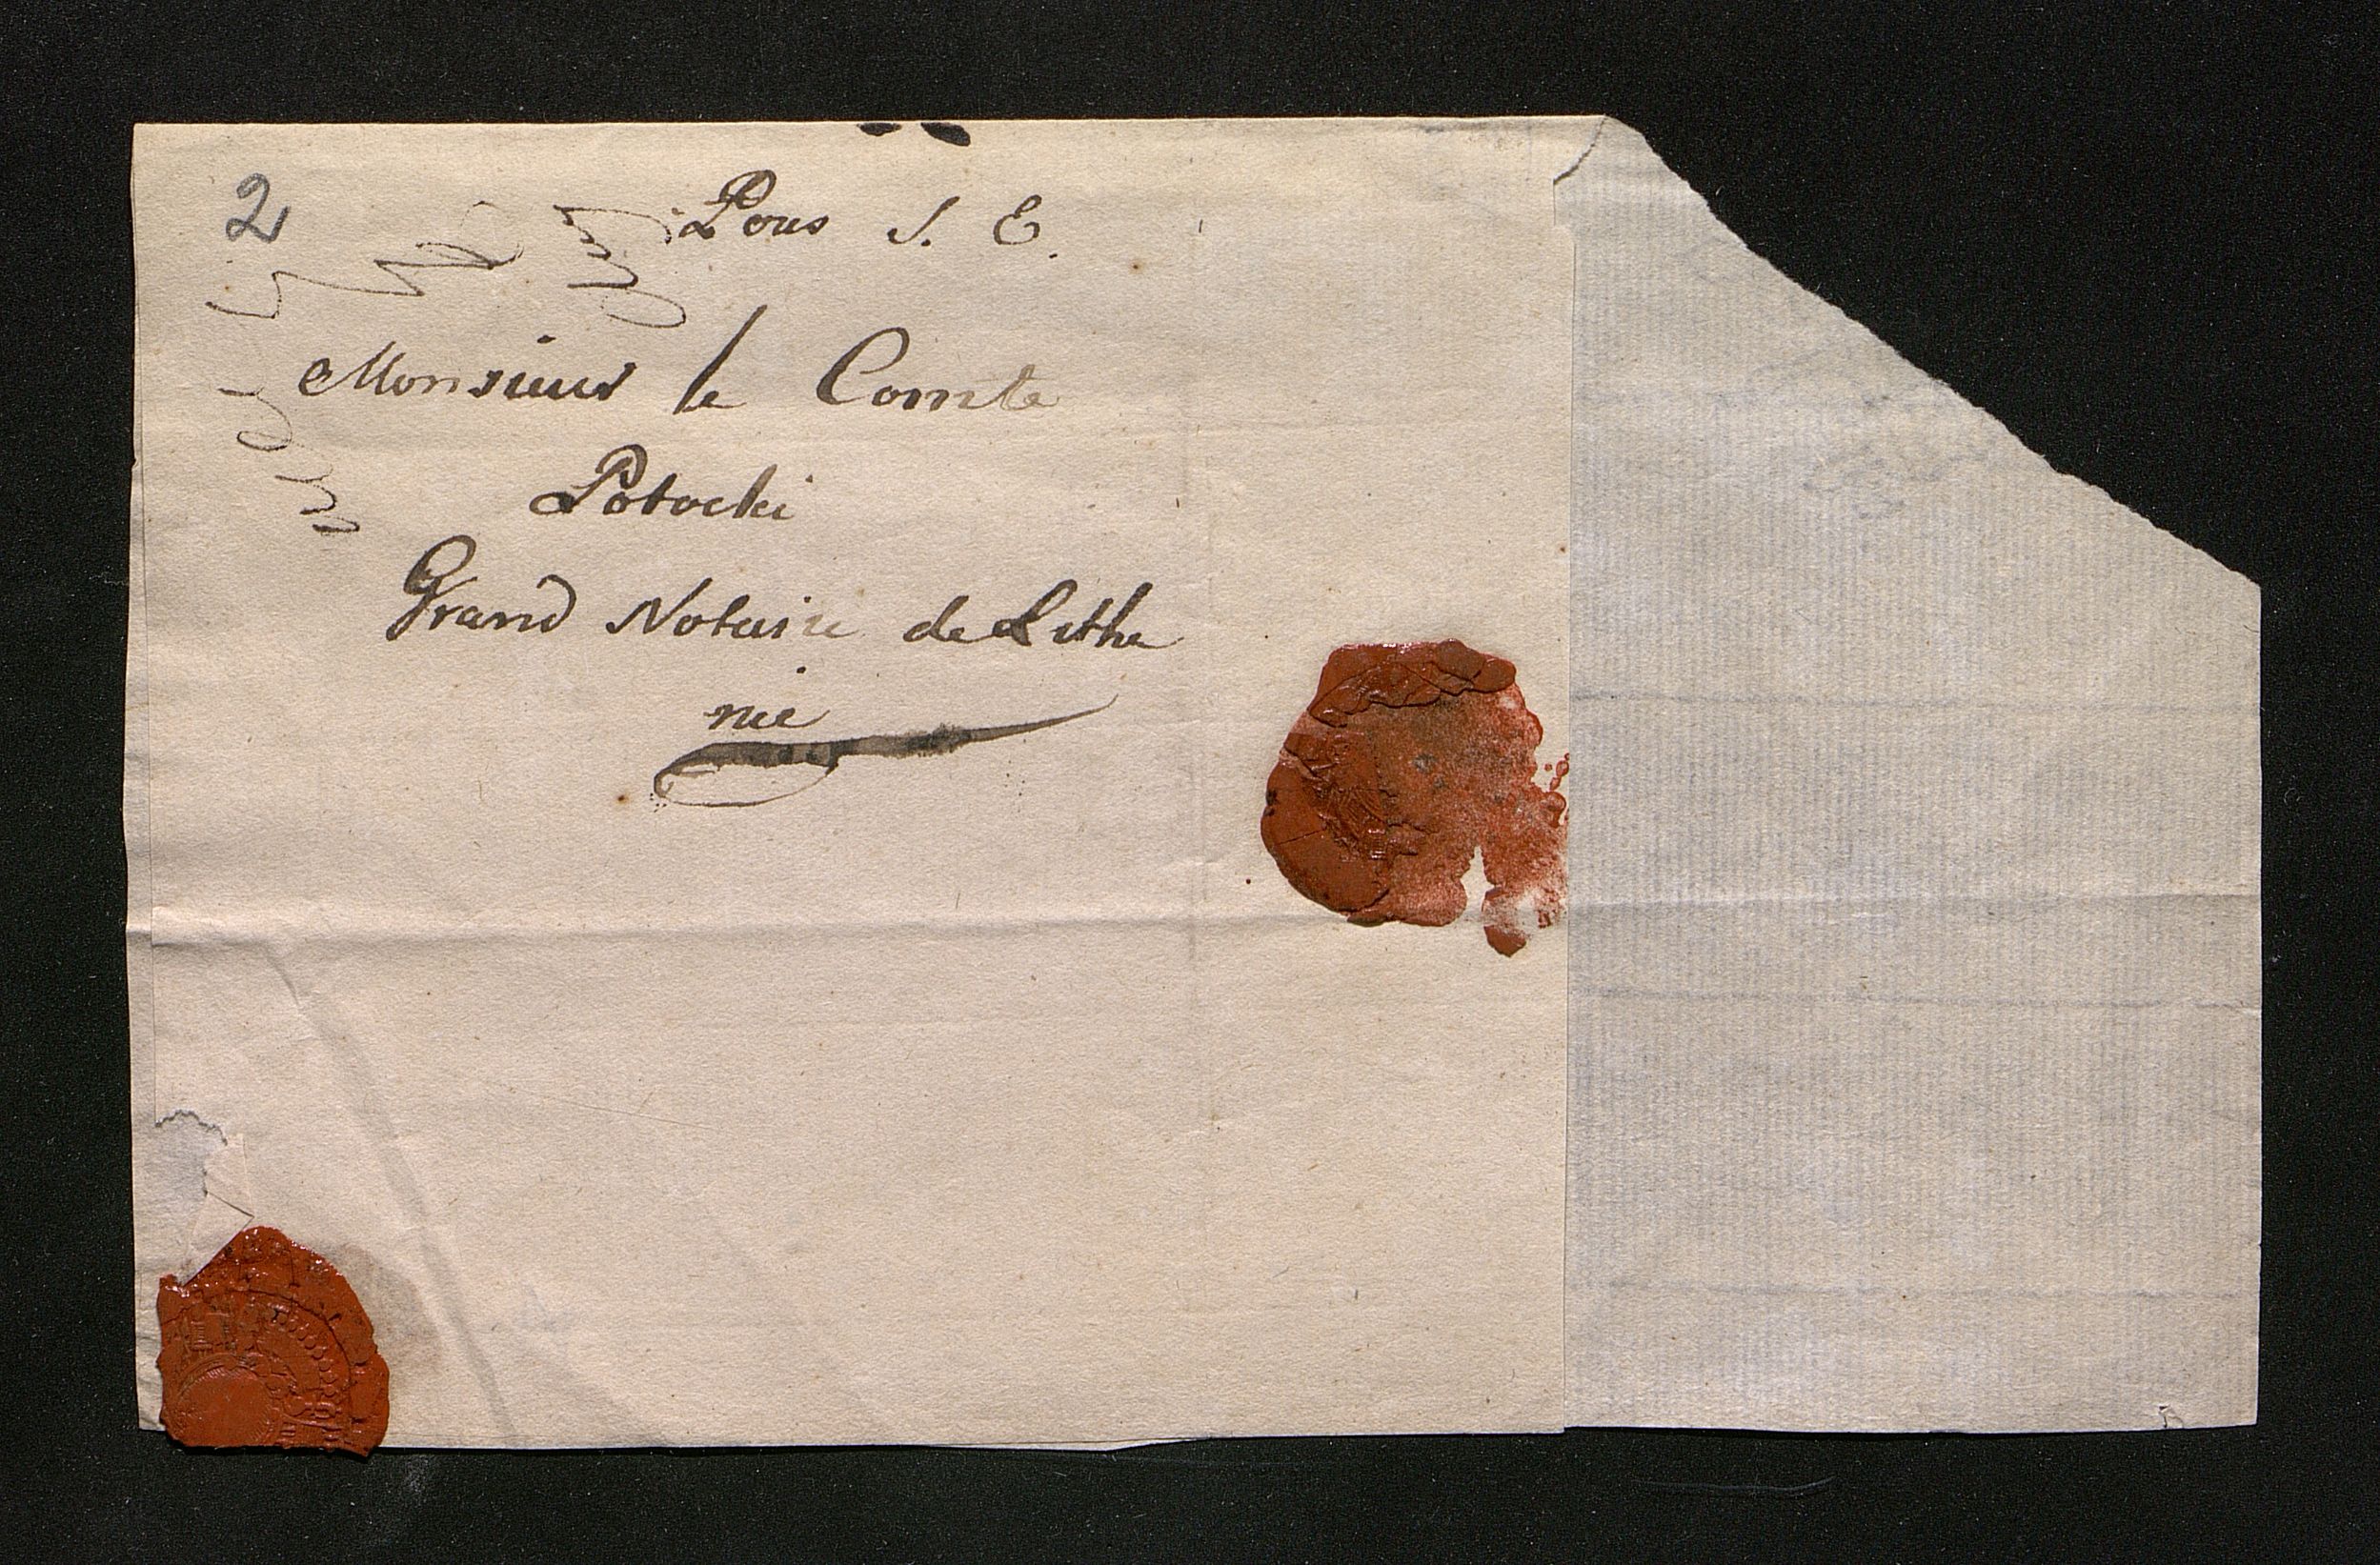 2
Pour S. E.
Monsieur le Comte
Potocki
Grand Notaire de Lithu
nie